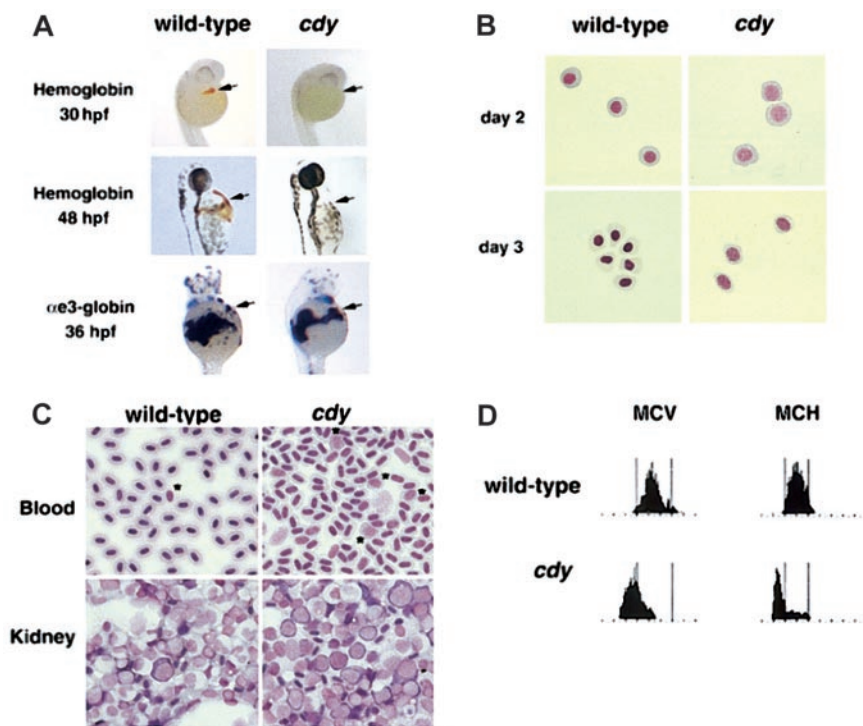 A
wild-type cdy
Hemoglobin
30 hpf
Hemoglobin
48 hpf
αe3-globin
36 hpf
B
wild-type cdy
day 2
day 3
C
wild-type cdy
Blood
Kidney
D
MCV MCH
wild-type
cdy